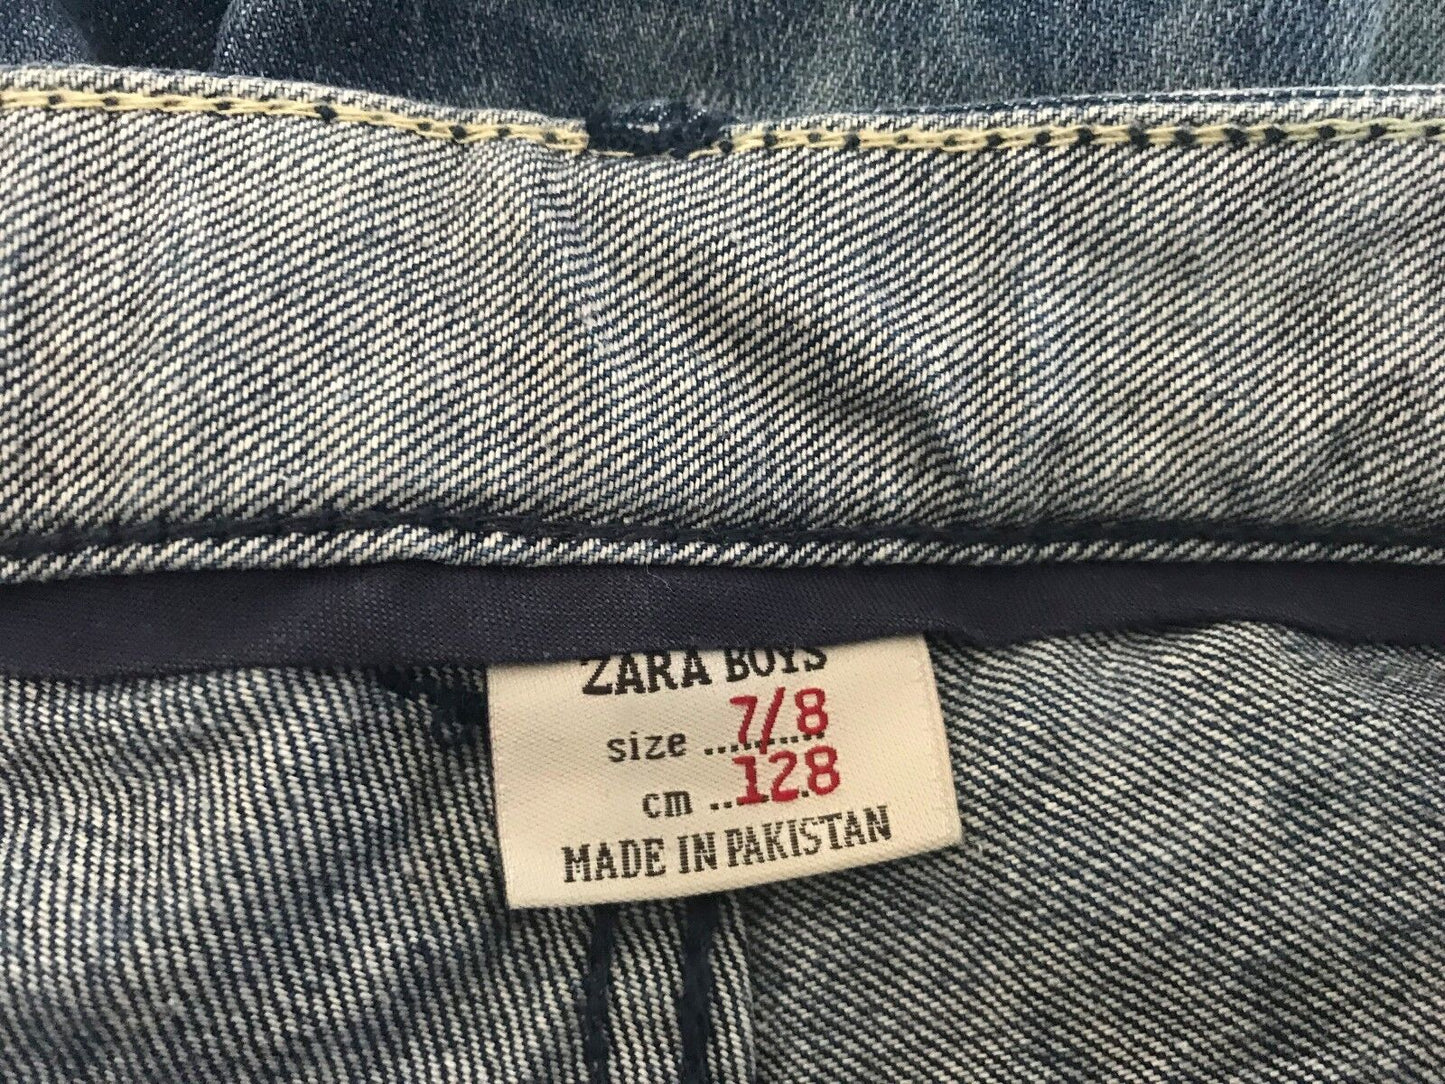 ZARA BOYS
size ........ 7/8
cm ........ 128
MADE IN PAKISTAN